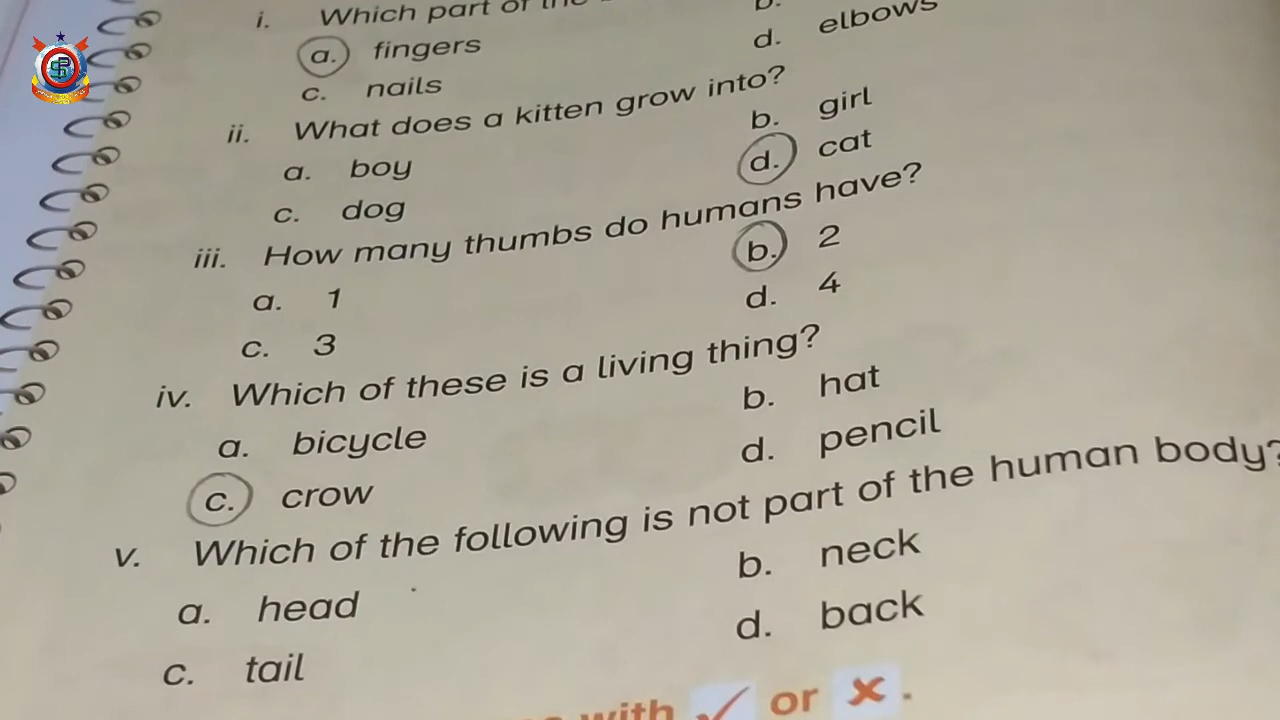 i. Which part of the
a. fingers
b.
c. nails
d. elbows
ii. What does a kitten grow into?
a. boy
b. girl
c. dog
d. cat
iii. How many thumbs do humans have?
a. 1
b. 2
c. 3
d. 4
iv. Which of these is a living thing?
a. bicycle
b. hat
c. crow
d. pencil
v. Which of the following is not part of the human body?
a. head
b. neck
c. tail
d. back
with ✓ or ✗.